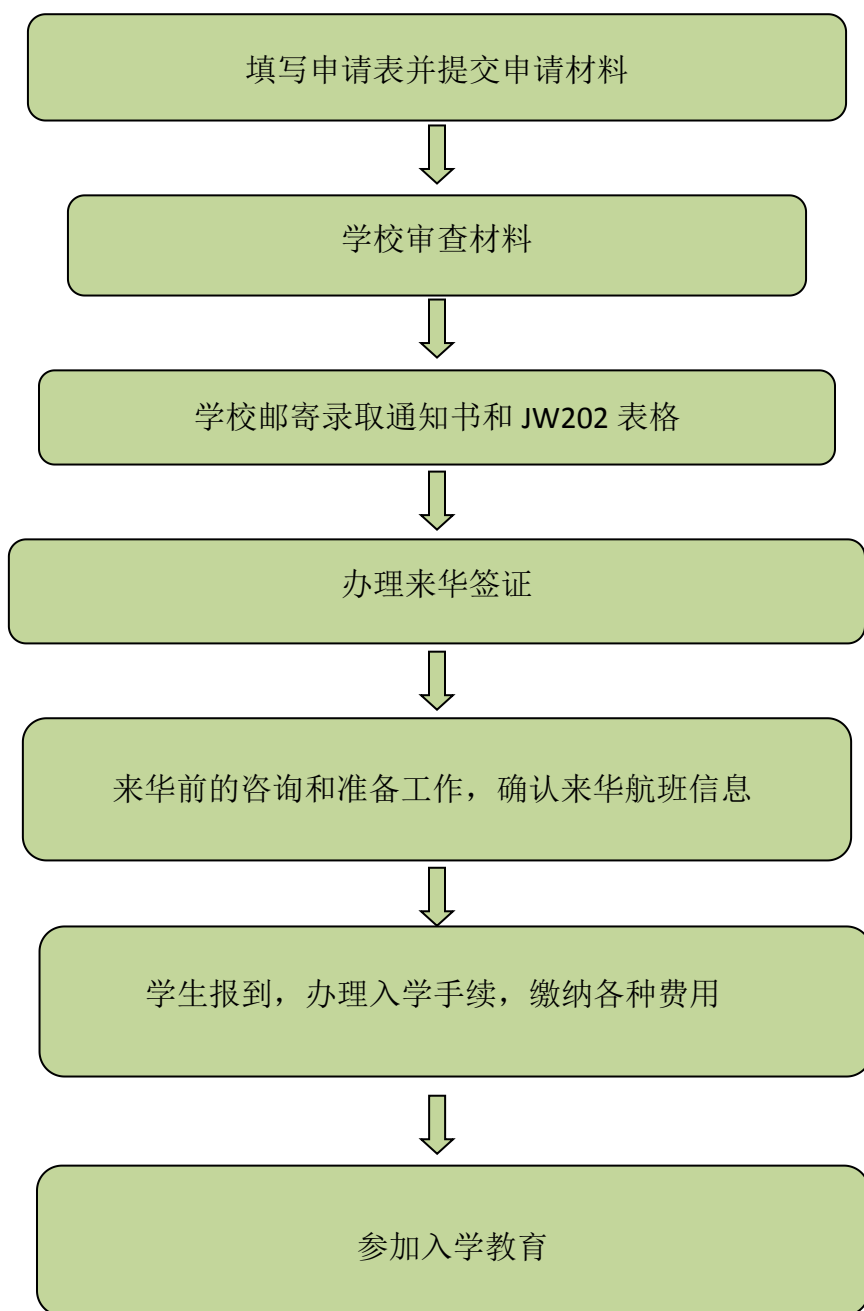 填写申请表并提交申请材料
学校审查材料
学校邮寄录取通知书和 JW202 表格
办理来华签证
来华前的咨询和准备工作，确认来华航班信息
学生报到，办理入学手续，缴纳各种费用
参加入学教育